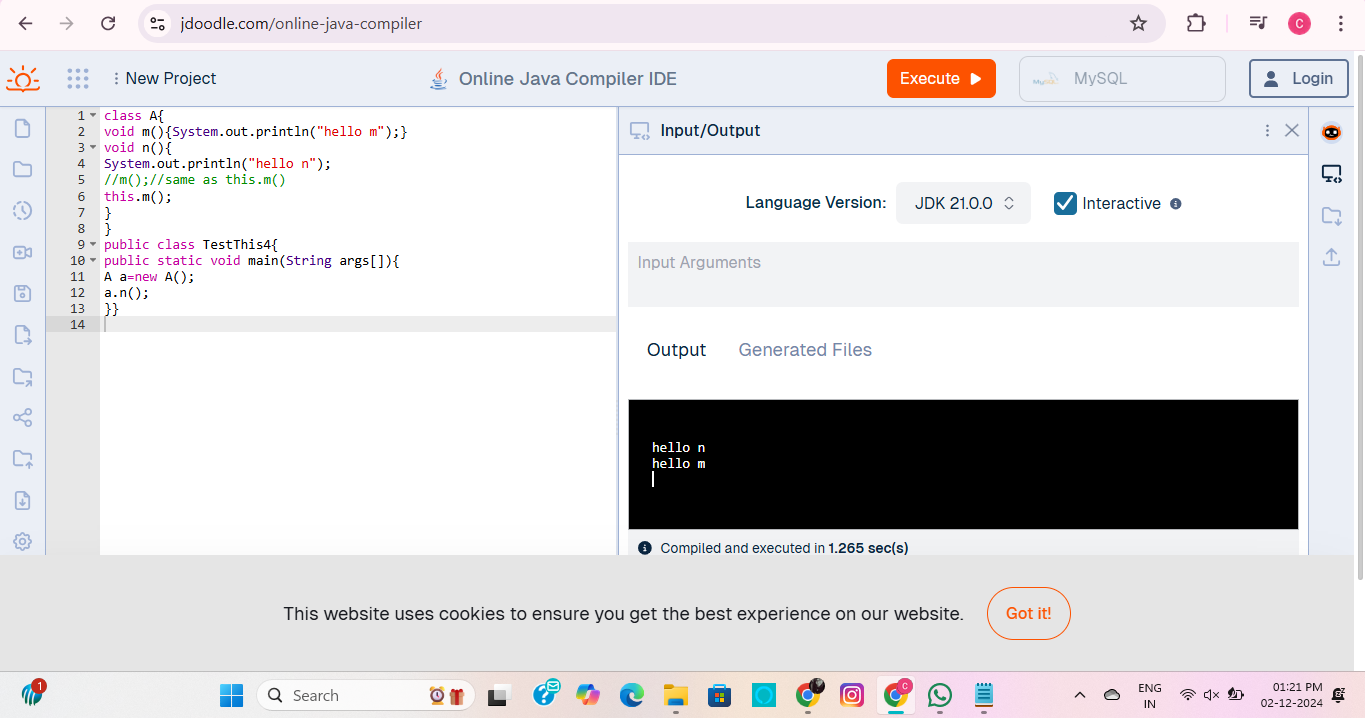 jdoodle.com/online-java-compiler
C
New Project
Online Java Compiler IDE
Execute
MySQL
MySQL
Login
1 class A{
2 void m(){System.out.println("hello m");}
3 void n(){
4 System.out.println("hello n");
5 //m();//same as this.m()
6 this.m();
7 }
8 }
9 public class TestThis4{
10 public static void main(String args[]){
11 A a=new A();
12 a.n();
13 }}
14
Input/Output
Language Version:
JDK 21.0.0
Interactive
Input Arguments
Output
Generated Files
hello n
hello m
Compiled and executed in 1.265 sec(s)
This website uses cookies to ensure you get the best experience on our website.
Got it!
1
Search
C
ENG
IN
01:21 PM
02-12-2024